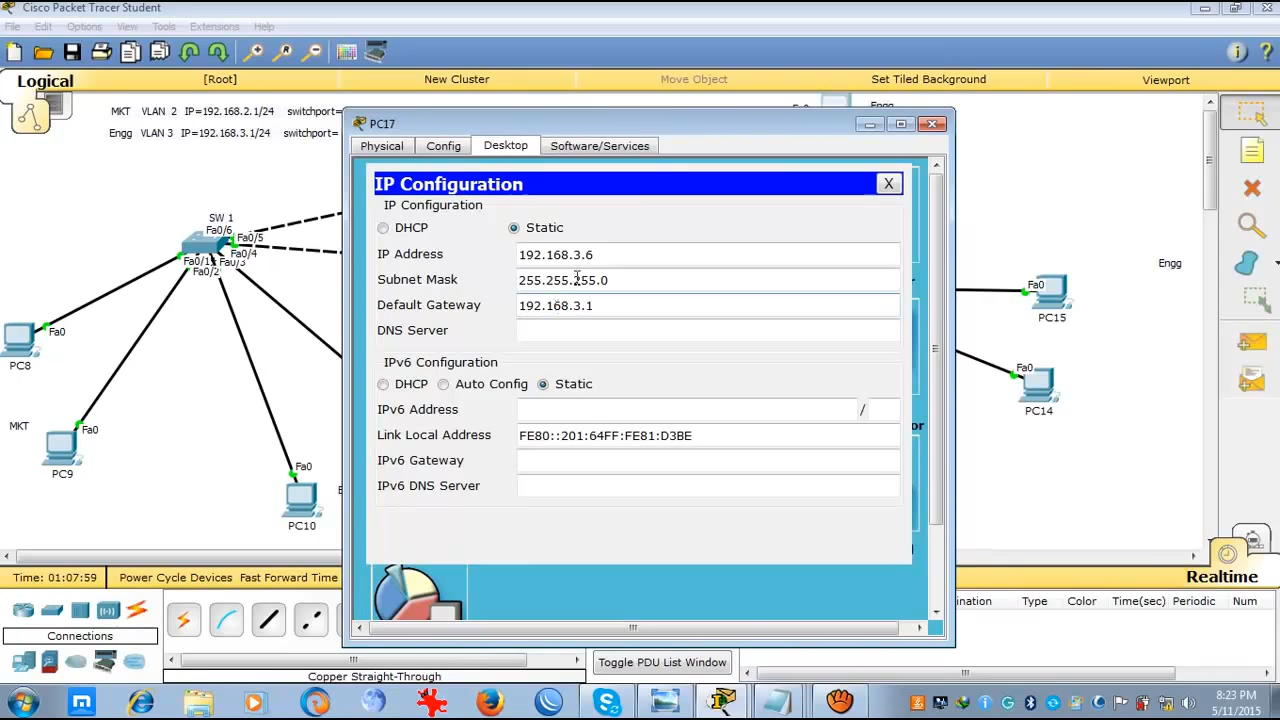 Cisco Packet Tracer Student
File Edit Options View Tools Extensions Help
Logical [Root] New Cluster Move Object Set Tiled Background Viewport
MKT VLAN 2 IP=192.168.2.1/24 switchport=
Engg VLAN 3 IP=192.168.3.1/24 switchport=
Engg
PC17
Physical Config Desktop Software/Services
IP Configuration X
IP Configuration
DHCP Static
IP Address 192.168.3.6
Subnet Mask 255.255.255.0
Default Gateway 192.168.3.1
DNS Server
IPv6 Configuration
DHCP Auto Config Static
IPv6 Address /
Link Local Address FE80::201:64FF:FE81:D3BE
IPv6 Gateway
IPv6 DNS Server
SW 1
Fa0/6
Fa0/5
Fa0/4
Fa0/1 Fa0/3
Fa0/2
Fa0
PC8
MKT
Fa0
PC9
Fa0
PC10
Engg
Fa0
PC15
Fa0
PC14
Time: 01:07:59 Power Cycle Devices Fast Forward Time
Realtime
Connections
Copper Straight-Through
Toggle PDU List Window
ination Type Color Time(sec) Periodic Num
8:23 PM
5/11/2015